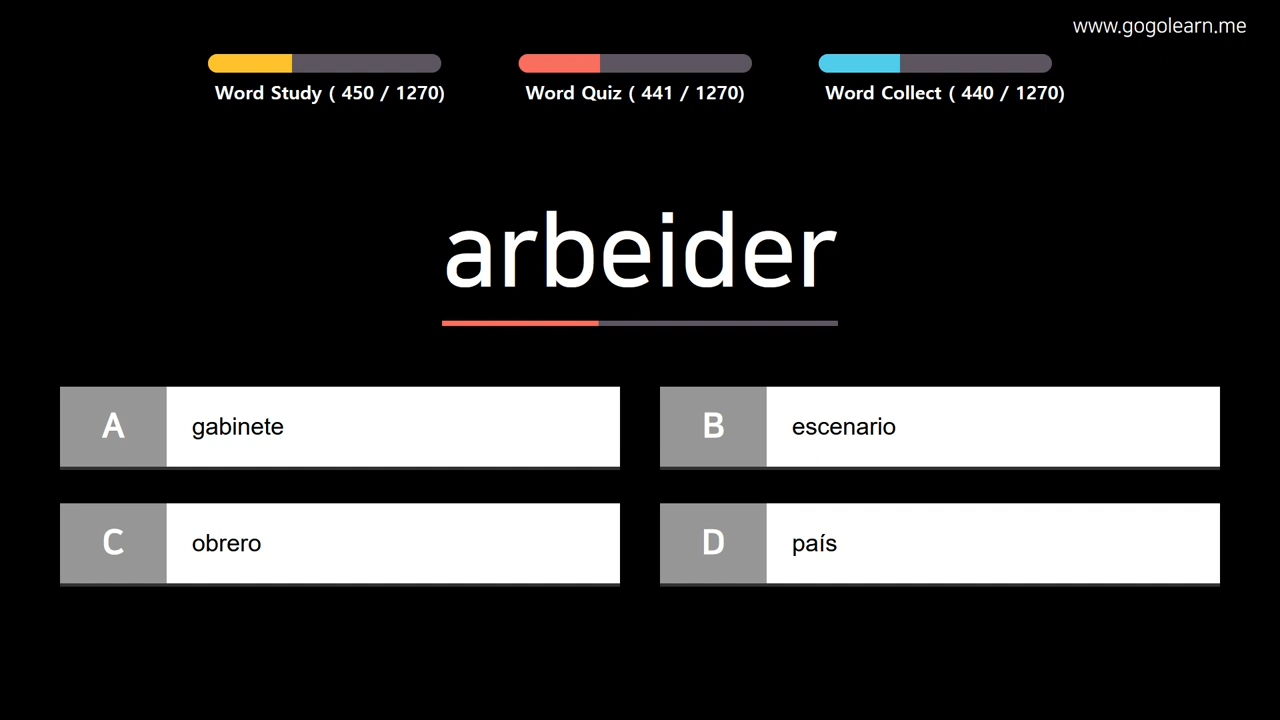 www.gogolearn.me
Word Study ( 450 / 1270)
Word Quiz ( 441 / 1270)
Word Collect ( 440 / 1270)
arbeider
A gabinete
B escenario
C obrero
D país